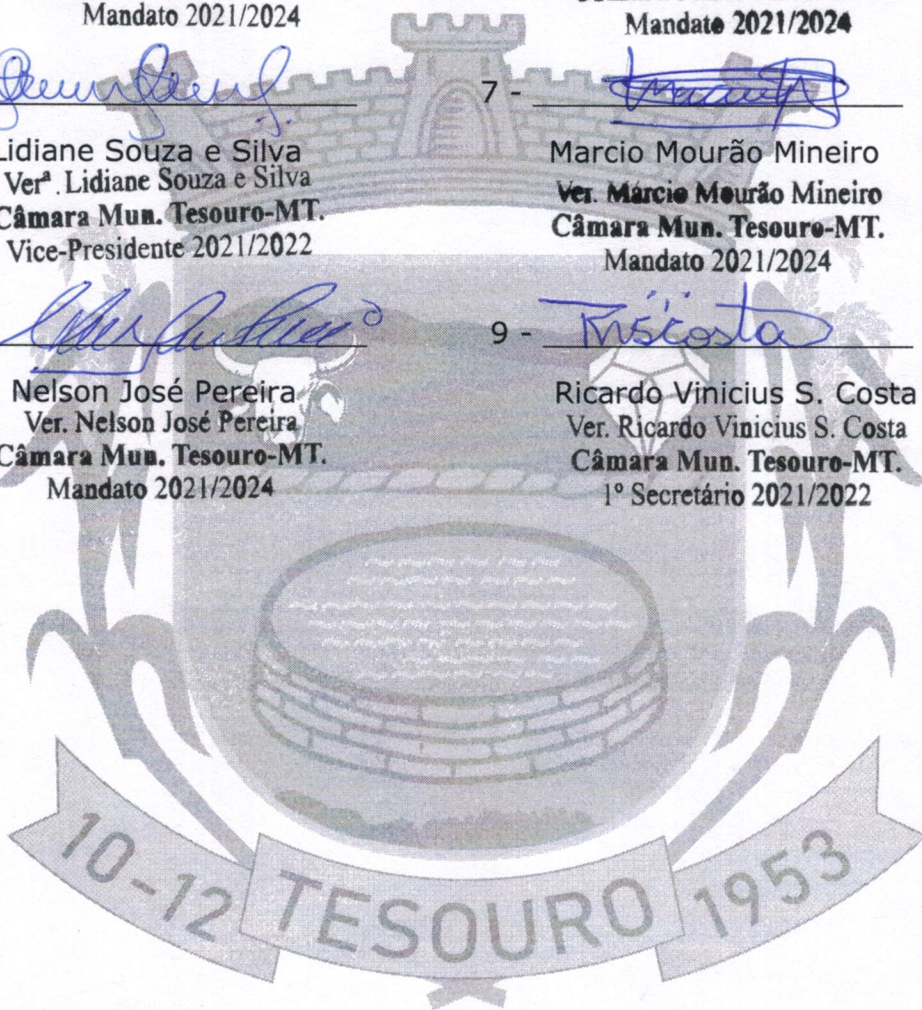 Mandato 2021/2024
Mandato 2021/2024
7 -
Lidiane Souza e Silva
Verª. Lidiane Souza e Silva
Câmara Mun. Tesouro-MT.
Vice-Presidente 2021/2022
Marcio Mourão Mineiro
Ver. Márcio Mourão Mineiro
Câmara Mun. Tesouro-MT.
Mandato 2021/2024
9 -
Nelson José Pereira
Ver. Nelson José Pereira
Câmara Mun. Tesouro-MT.
Mandato 2021/2024
Ricardo Vinicius S. Costa
Ver. Ricardo Vinicius S. Costa
Câmara Mun. Tesouro-MT.
1º Secretário 2021/2022
10-12 TESOURO 1953